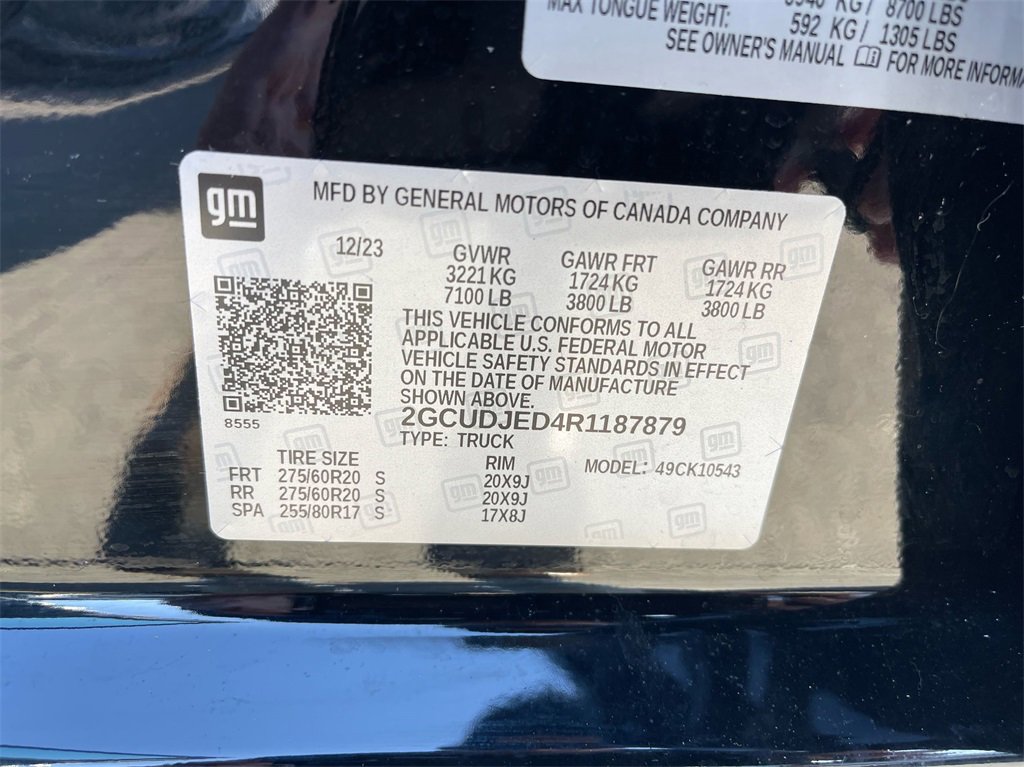 KG / 8700 LBS
MAX TONGUE WEIGHT: 592 KG / 1305 LBS
SEE OWNER'S MANUAL FOR MORE INFORMA
gm MFD BY GENERAL MOTORS OF CANADA COMPANY
12/23 GVWR GAWR FRT GAWR RR
3221 KG 1724 KG 1724 KG
7100 LB 3800 LB 3800 LB
THIS VEHICLE CONFORMS TO ALL
APPLICABLE U.S. FEDERAL MOTOR
VEHICLE SAFETY STANDARDS IN EFFECT
ON THE DATE OF MANUFACTURE
SHOWN ABOVE.
8555
2GCUDJED4R1187879
TYPE: TRUCK
TIRE SIZE RIM MODEL: 49CK10543
FRT 275/60R20 S 20X9J
RR 275/60R20 S 20X9J
SPA 255/80R17 S 17X8J